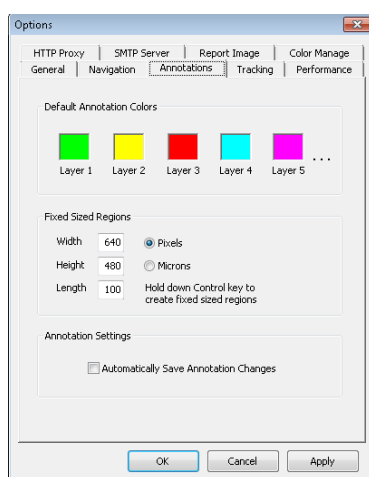 Options
HTTP Proxy SMTP Server Report Image Color Manage
General Navigation Annotations Tracking Performance
Default Annotation Colors
Layer 1 Layer 2 Layer 3 Layer 4 Layer 5 ...
Fixed Sized Regions
Width 640 Pixels
Height 480 Microns
Length 100 Hold down Control key to
create fixed sized regions
Annotation Settings
Automatically Save Annotation Changes
OK Cancel Apply